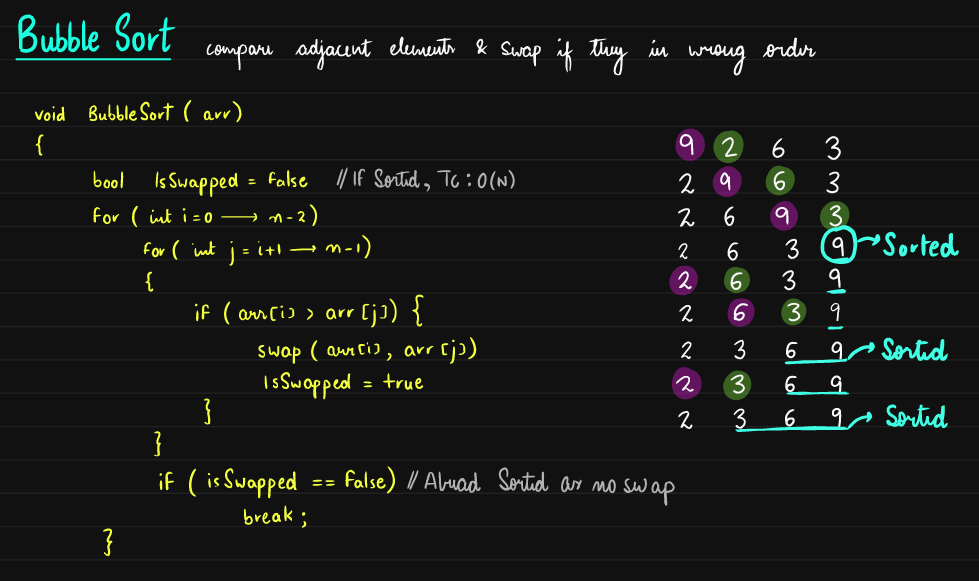 Bubble Sort compare adjacent elements & swap if they in wrong order
void BubbleSort ( arr)
{
bool IsSwapped = False // If Sorted, TC : O(N)
For ( int i=0 ⟶ n-2)
for ( int j = i+1 ⟶ n-1)
{
if ( arr[i] > arr [j]) {
swap ( arr[i], arr [j])
IsSwapped = true
}
}
if ( isSwapped == False) // Alread Sorted as no swap
break ;
}
9 2 6 3
2 9 6 3
2 6 9 3
2 6 3 9 → Sorted
2 6 3 9
2 6 3 9
2 3 6 9 → Sorted
2 3 6 9
2 3 6 9 → Sorted